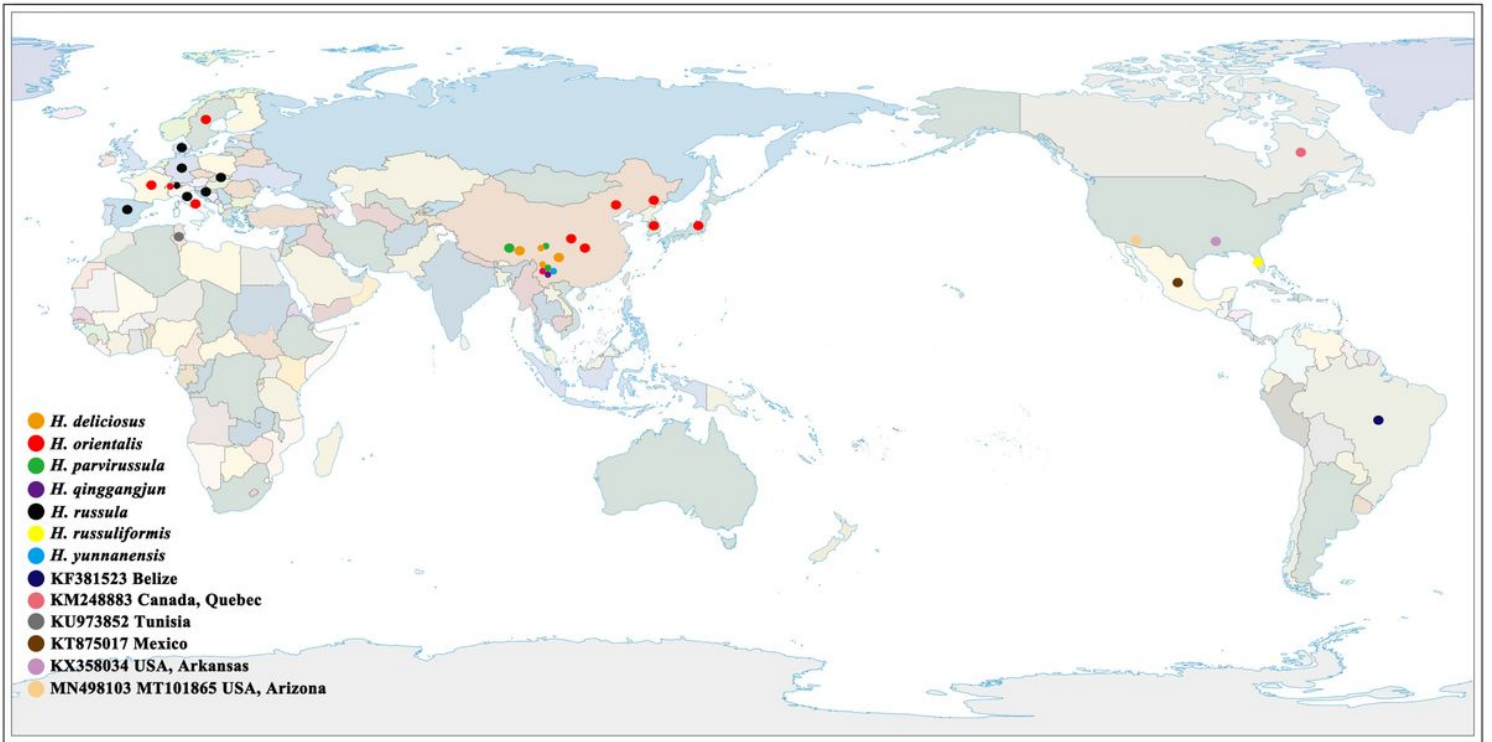 H. deliciosus
H. orientalis
H. parvirussula
H. qinggangjun
H. russula
H. russuliformis
H. yunnanensis
KF381523 Belize
KM248883 Canada, Quebec
KU973852 Tunisia
KT875017 Mexico
KX358034 USA, Arkansas
MN498103 MT101865 USA, Arizona